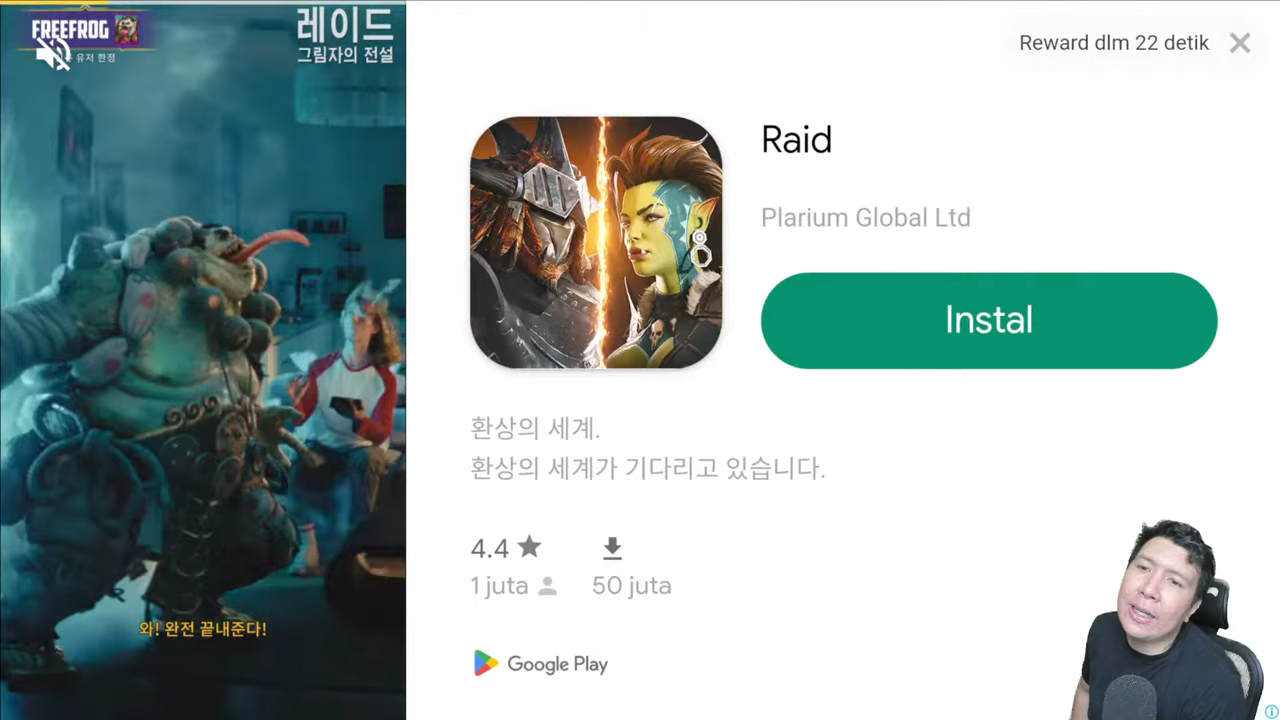 FREEFROG
유저 한정
레이드
그림자의 전설
와! 완전 끝내준다!
Reward dlm 22 detik
Raid
Plarium Global Ltd
Instal
환상의 세계.
환상의 세계가 기다리고 있습니다.
4.4
1 juta
50 juta
Google Play